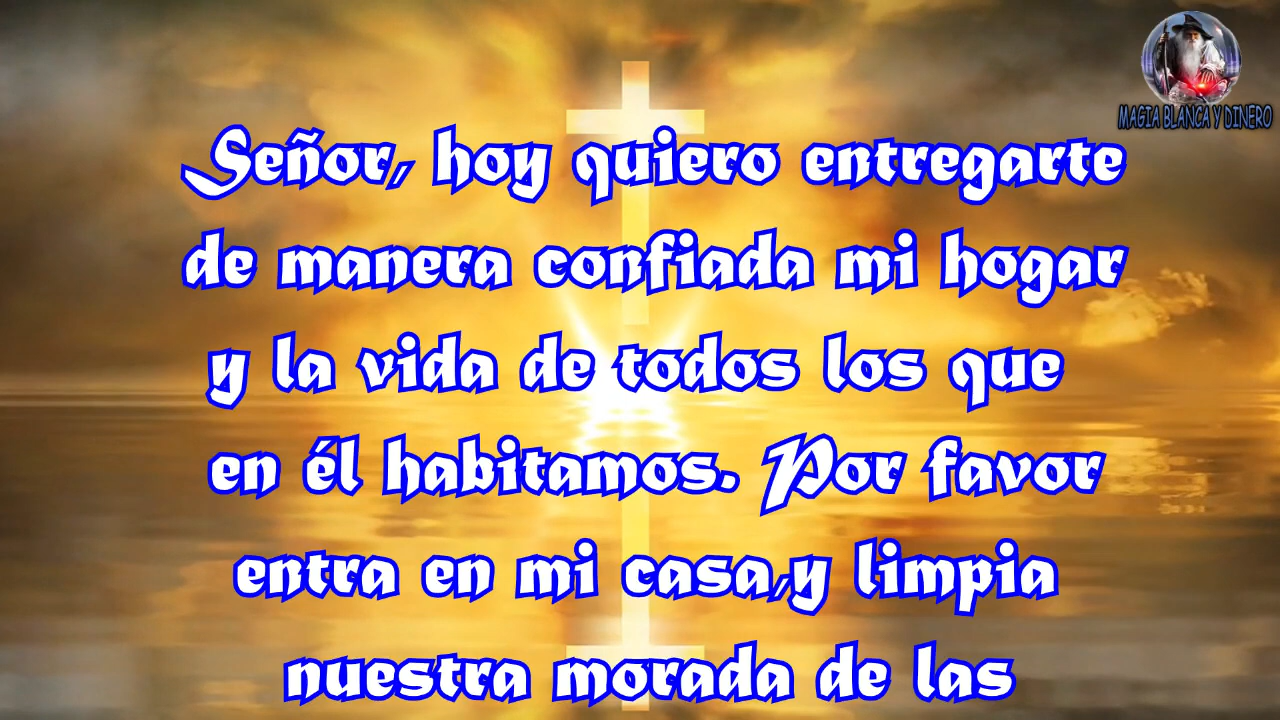 MAGIA BLANCA Y DINERO
Señor, hoy quiero entregarte
de manera confiada mi hogar
y la vida de todos los que
en él habitamos. Por favor
entra en mi casa,y limpia
nuestra morada de las